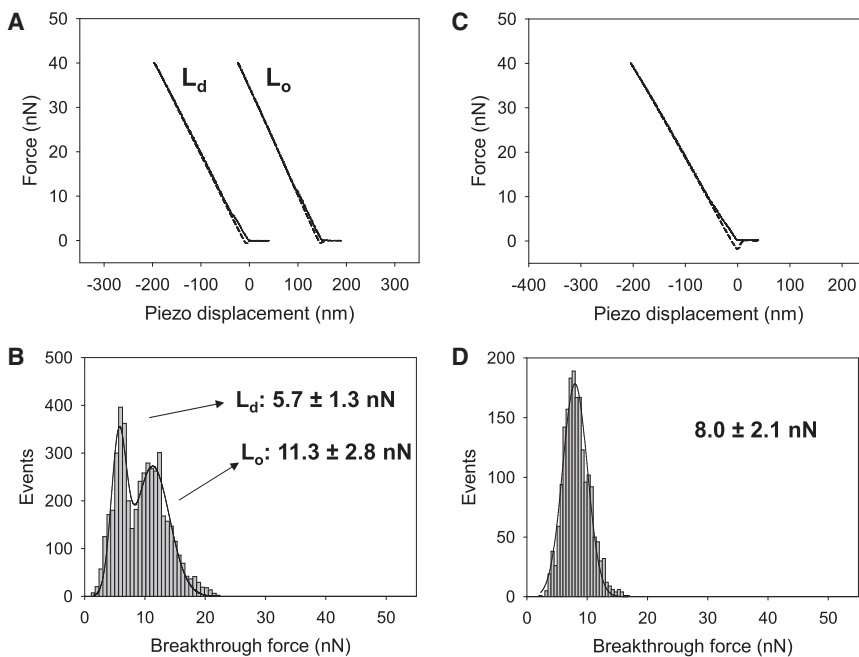 A
50
40
30
20
10
0
Force (nN)
L_d
L_o
-300 -200 -100 0 100 200 300
Piezo displacement (nm)
C
50
40
30
20
10
0
Force (nN)
-400 -300 -200 -100 0 100 200
Piezo displacement (nm)
B
500
400
300
200
100
0
Events
L_d: 5.7 ± 1.3 nN
L_o: 11.3 ± 2.8 nN
0 10 20 30 40 50
Breakthrough force (nN)
D
200
150
100
50
0
Events
8.0 ± 2.1 nN
0 10 20 30 40 50
Breakthrough force (nN)